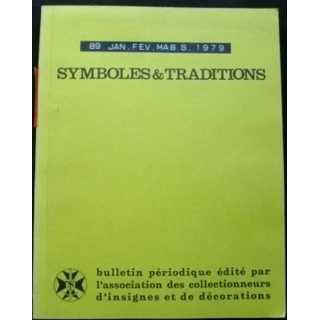 89 JAN, FEV, MARS. 1979
SYMBOLES & TRADITIONS
bulletin périodique édité par
l'association des collectionneurs
d'insignes et de décorations